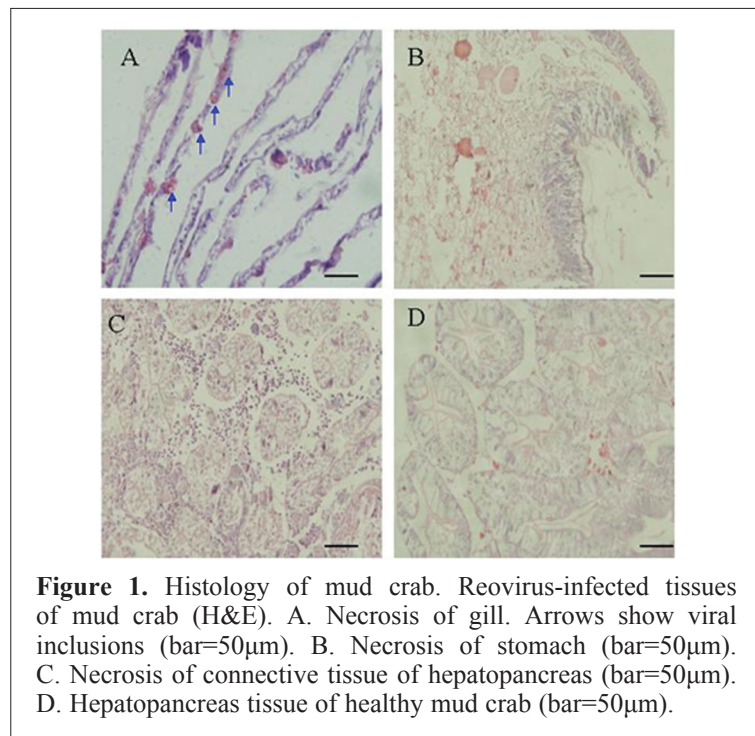 A
B
C
D
Figure 1. Histology of mud crab. Reovirus-infected tissues
of mud crab (H&E). A. Necrosis of gill. Arrows show viral
inclusions (bar=50μm). B. Necrosis of stomach (bar=50μm).
C. Necrosis of connective tissue of hepatopancreas (bar=50μm).
D. Hepatopancreas tissue of healthy mud crab (bar=50μm).